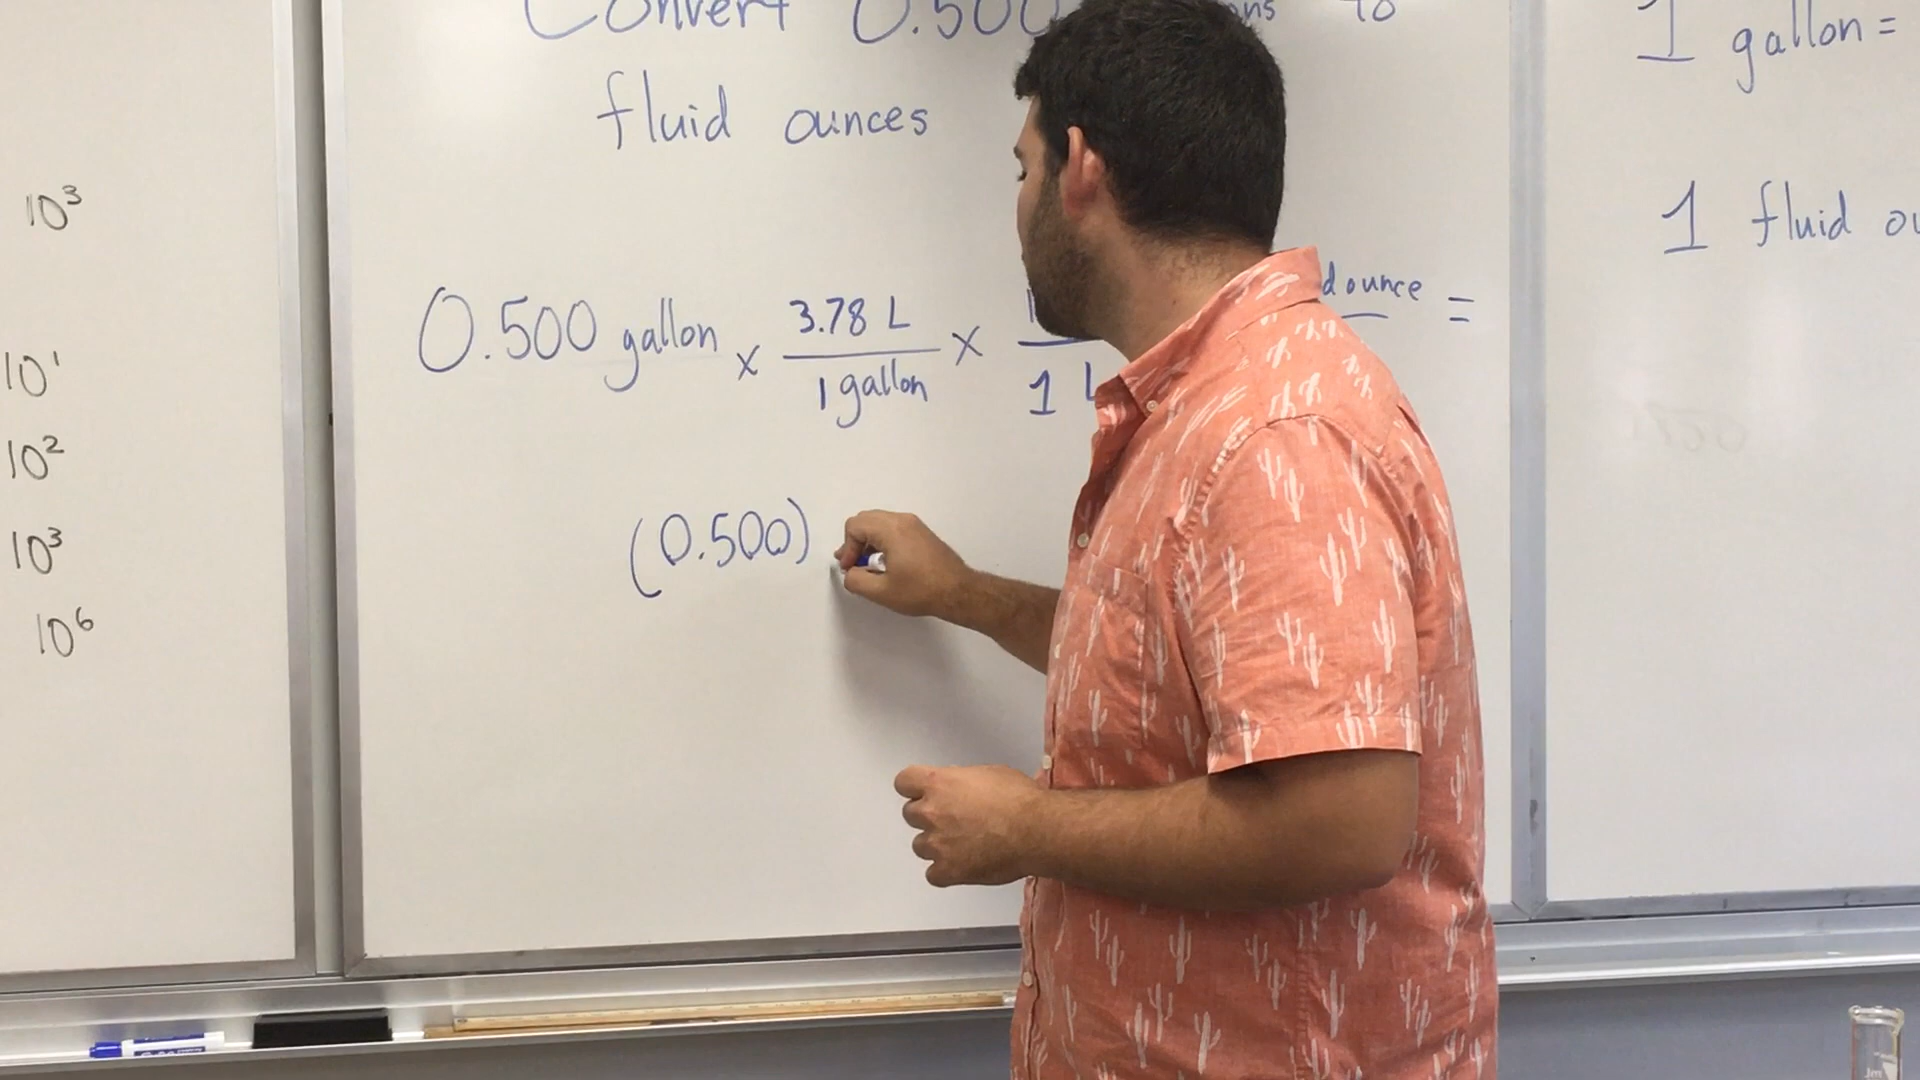 Convert 0.500 to
fluid ounces
0.500 gallon x 3.78 L x ounce =
1 gallon 1 L
(0.500)
10³
10¹
10²
10³
10⁶
1 gallon =
1 fluid